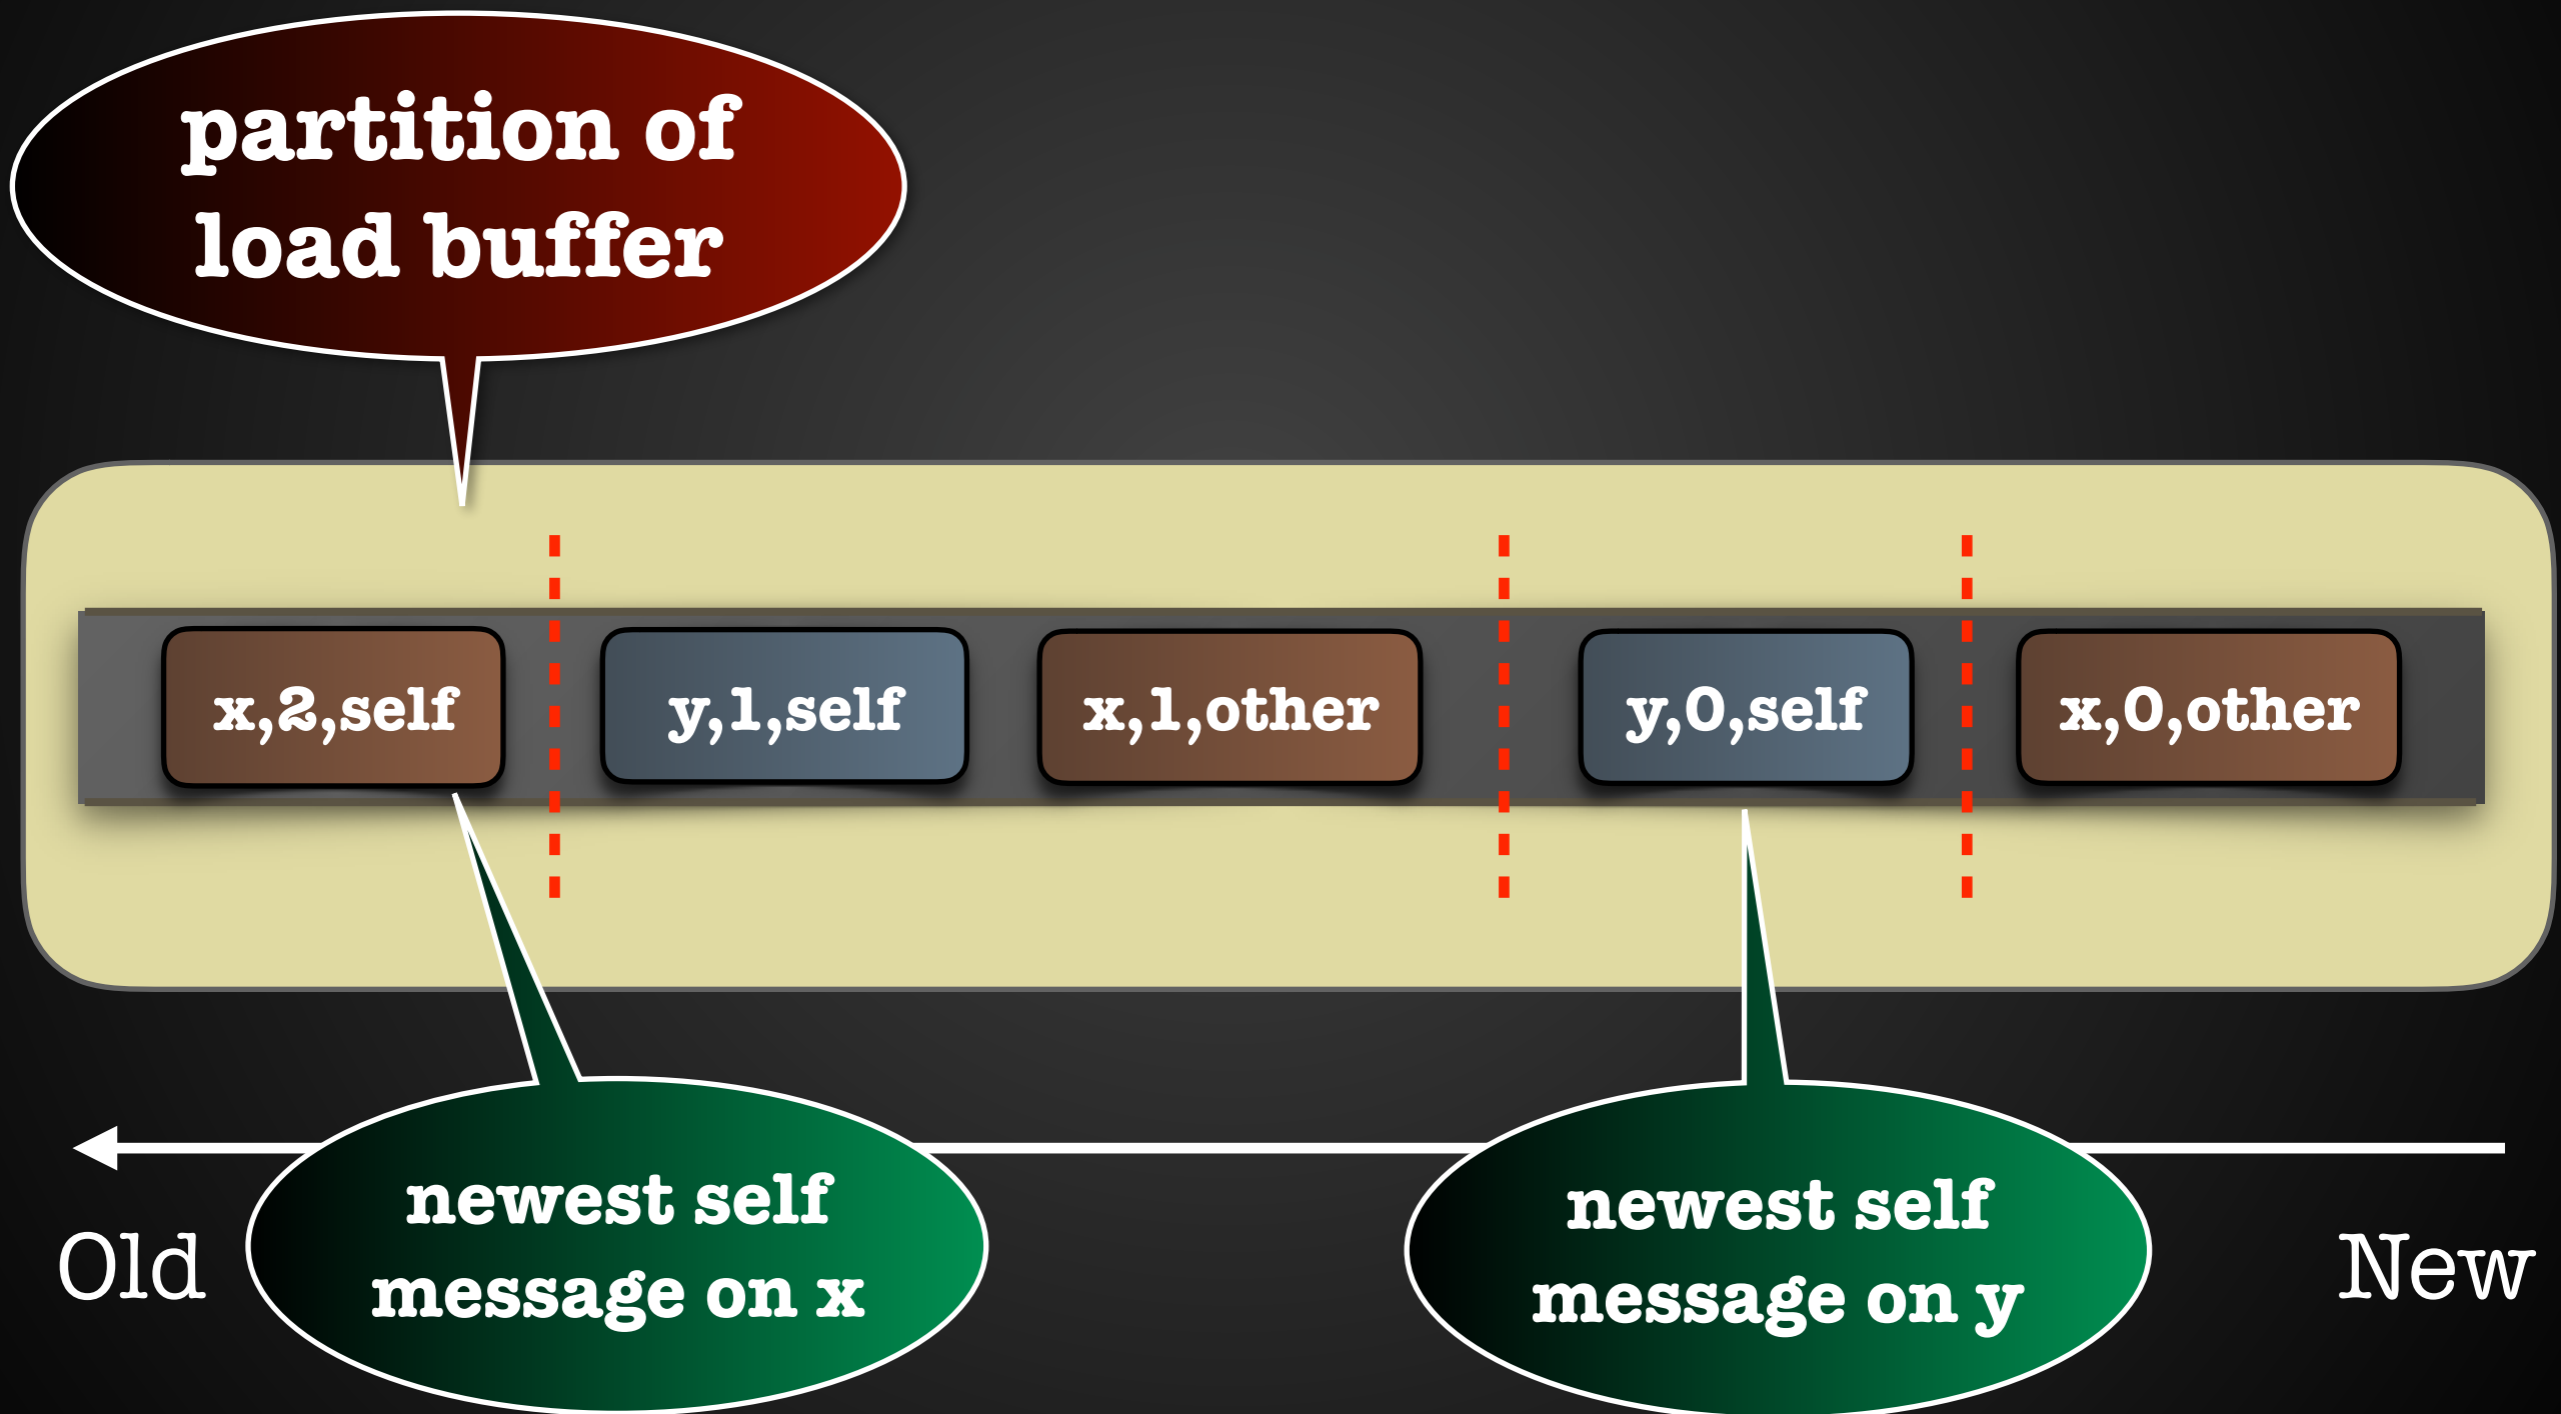 partition of
load buffer
x,2,self
y,1,self
x,1,other
y,0,self
x,0,other
Old
newest self
message on x
newest self
message on y
New